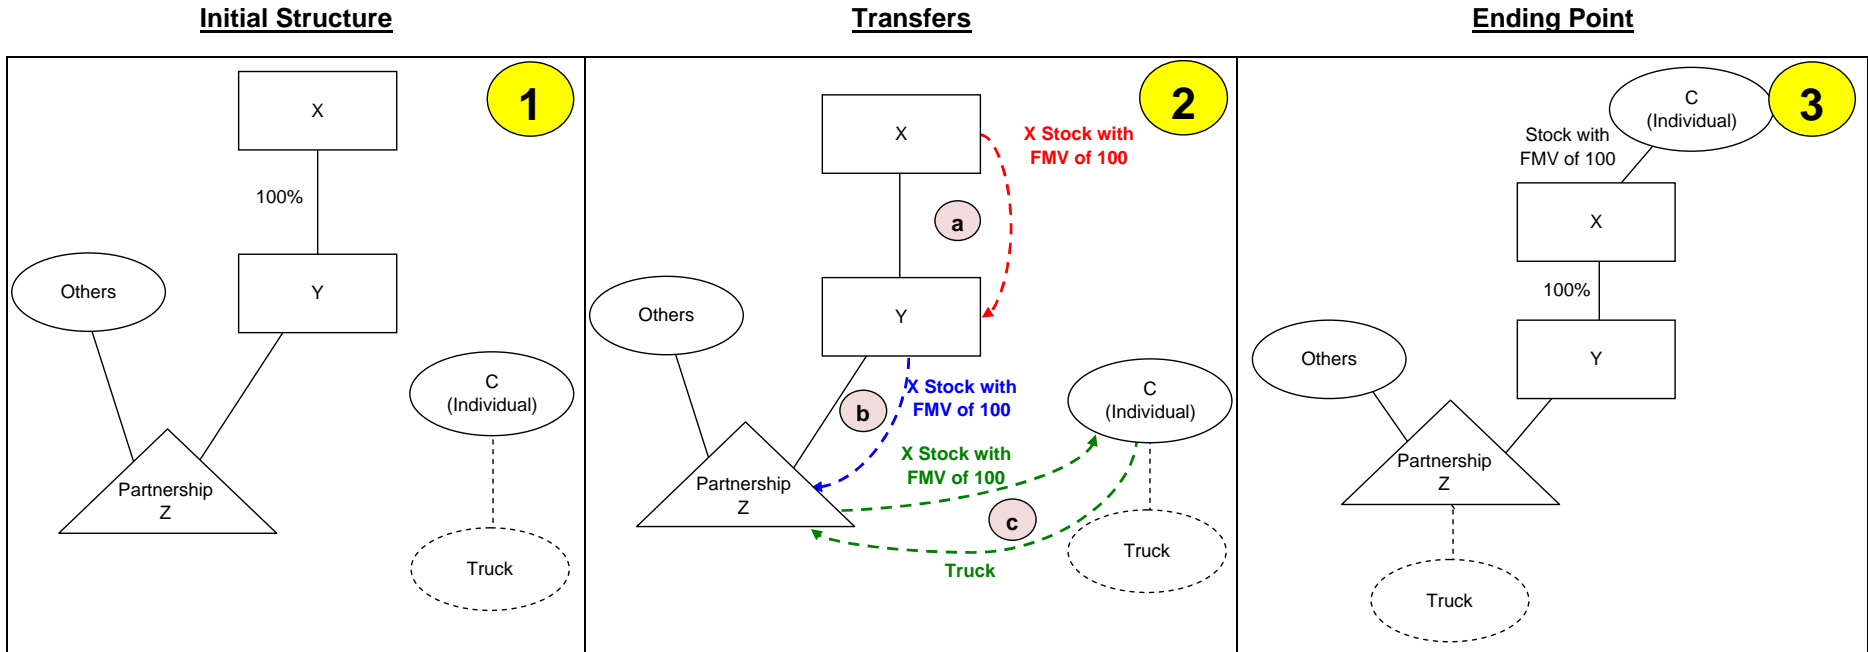 Initial Structure
Transfers
Ending Point
1
X
100%
Y
Others
C
(Individual)
Partnership
Z
Truck
2
X
X Stock with
FMV of 100
a
Y
Others
X Stock with
FMV of 100
b
C
(Individual)
X Stock with
FMV of 100
Partnership
Z
c
Truck
Truck
3
C
(Individual)
Stock with
FMV of 100
X
100%
Y
Others
Partnership
Z
Truck